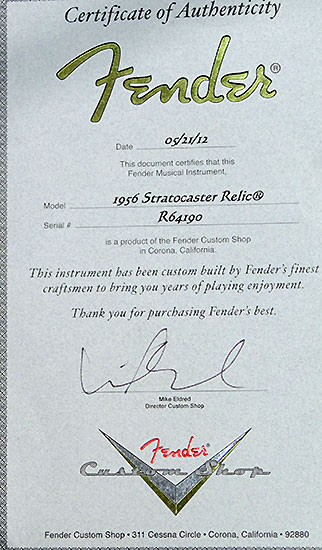 Certificate of Authenticity
Fender®
Date 05/21/12
This document certifies that this
Fender Musical Instrument,
Model 1956 Stratocaster Relic®
Serial # R64190
is a product of the Fender Custom Shop
in Corona, California.
This instrument has been custom built by Fender's finest
craftsmen to bring you years of playing enjoyment.
Thank you for purchasing Fender's best.
Mike Eldred
Director Custom Shop
Fender®
Custom Shop
Fender Custom Shop • 311 Cessna Circle • Corona, California • 92880